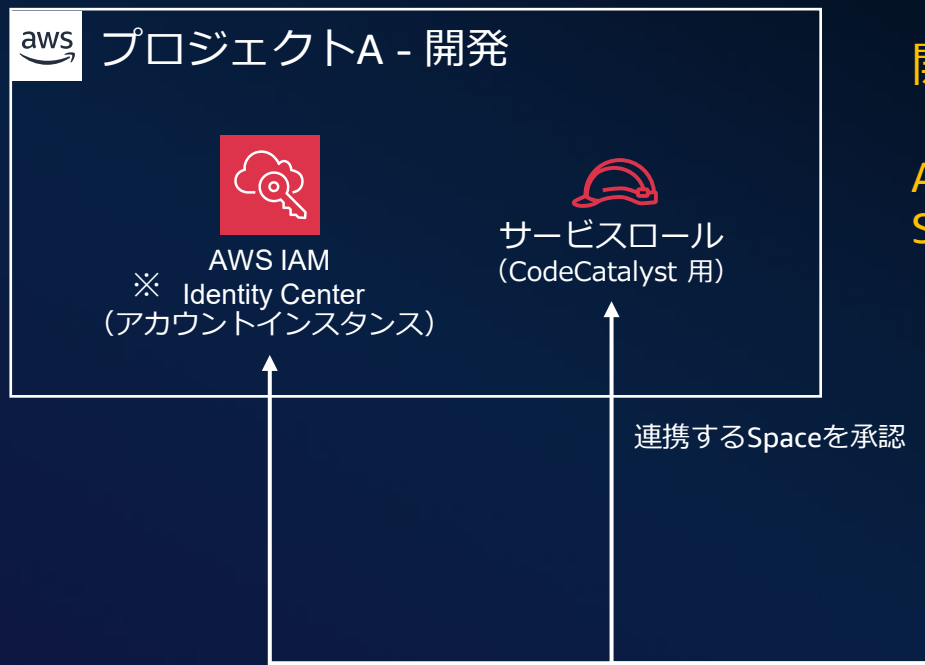 aws
プロジェクトA - 開発
AWS IAM
※ Identity Center
（アカウントインスタンス）
サービスロール
（CodeCatalyst 用）
連携するSpaceを承認